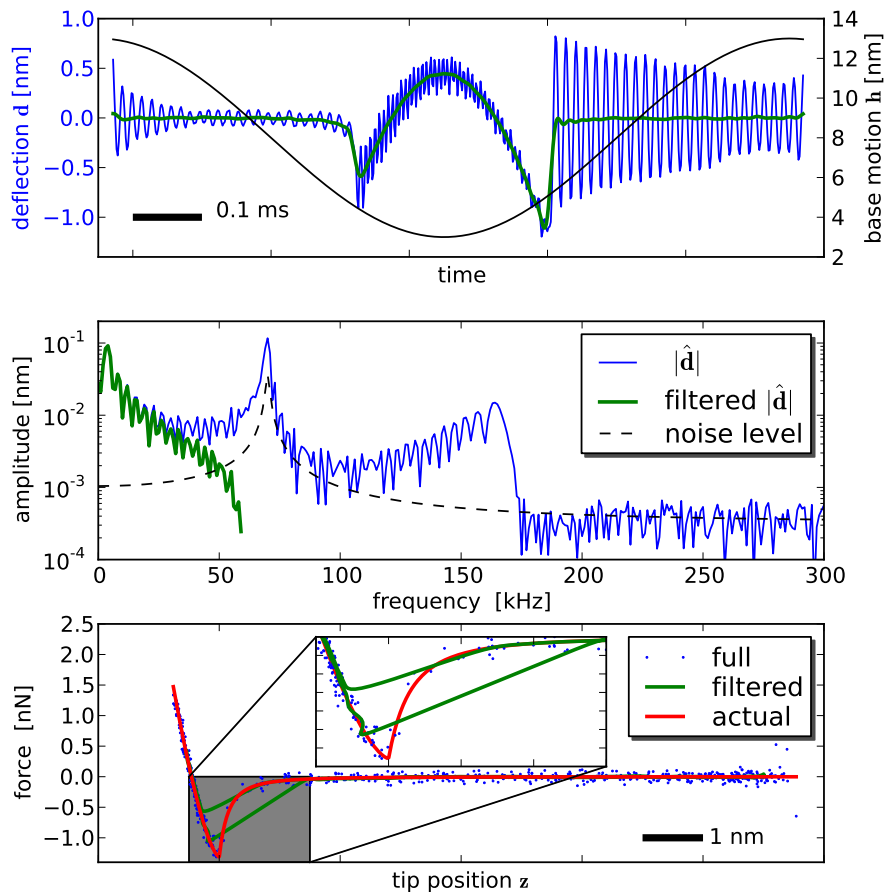 1.0
0.5
0.0
−0.5
−1.0
deflection d [nm]
0.1 ms
14
12
10
8
6
4
2
base motion h [nm]
time
10^-1
10^-2
10^-3
10^-4
amplitude [nm]
|d̂|
filtered |d̂|
noise level
0 50 100 150 200 250 300
frequency [kHz]
2.5
2.0
1.5
1.0
0.5
0.0
−0.5
−1.0
force [nN]
full
filtered
actual
1 nm
tip position z